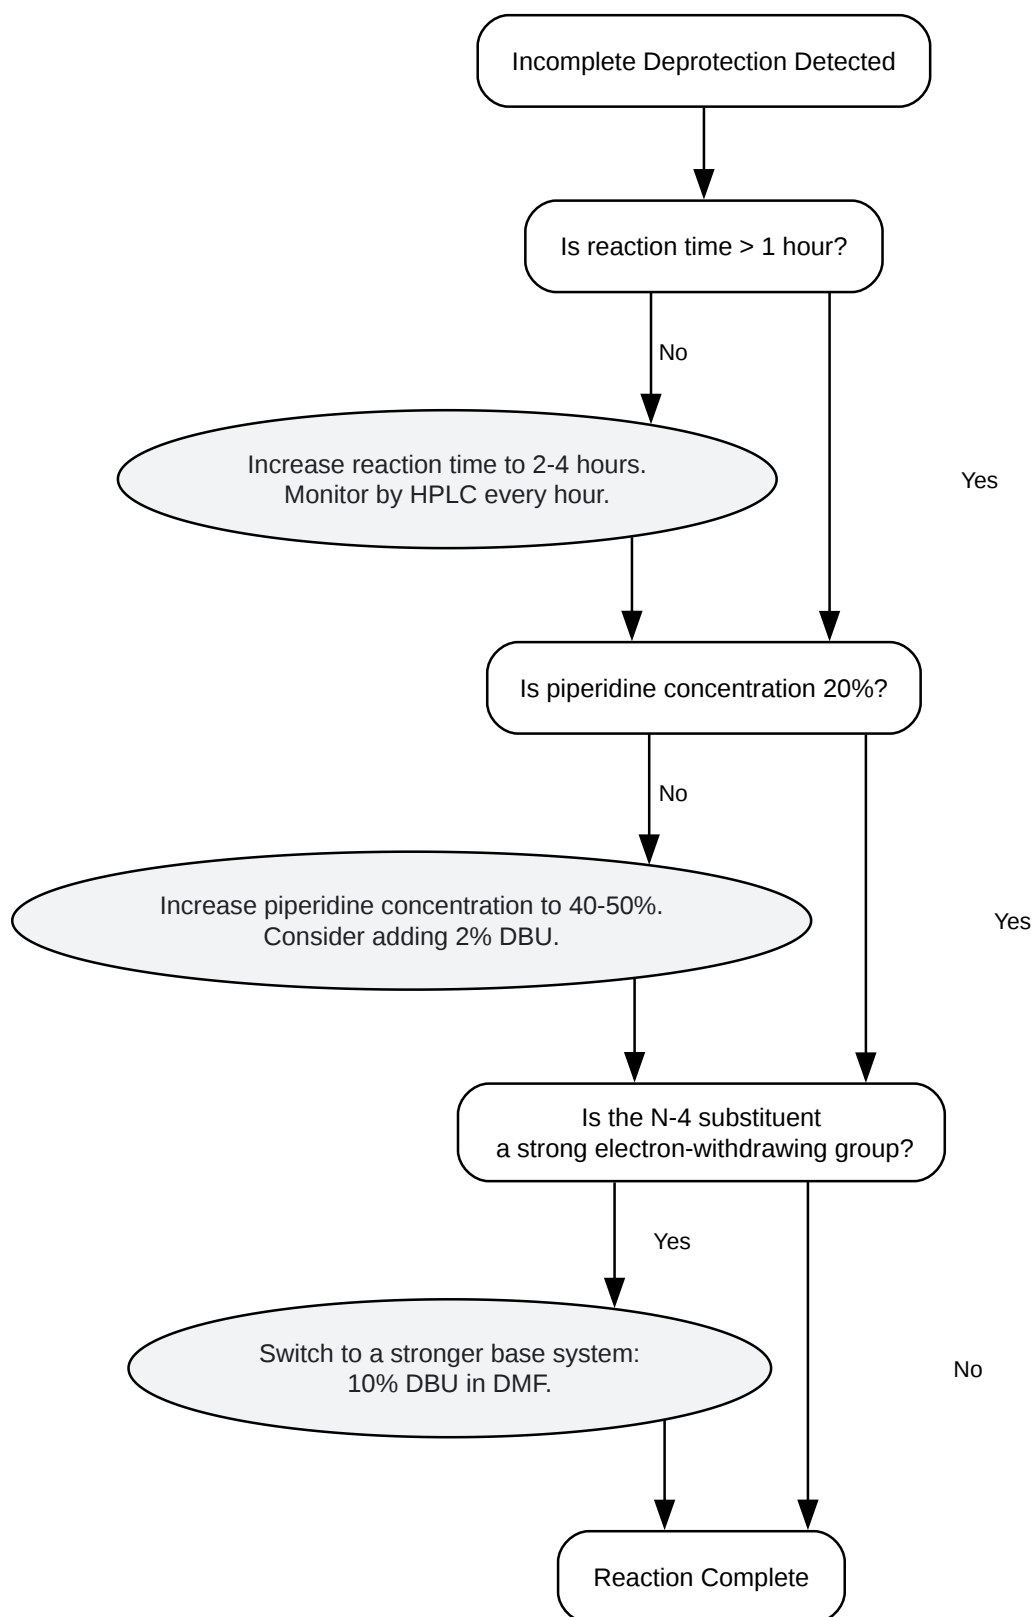 Incomplete Deprotection Detected
Is reaction time > 1 hour?
No
Increase reaction time to 2-4 hours.
Monitor by HPLC every hour.
Yes
Is piperidine concentration 20%?
No
Increase piperidine concentration to 40-50%.
Consider adding 2% DBU.
Yes
Is the N-4 substituent
a strong electron-withdrawing group?
Yes
Switch to a stronger base system:
10% DBU in DMF.
No
Reaction Complete